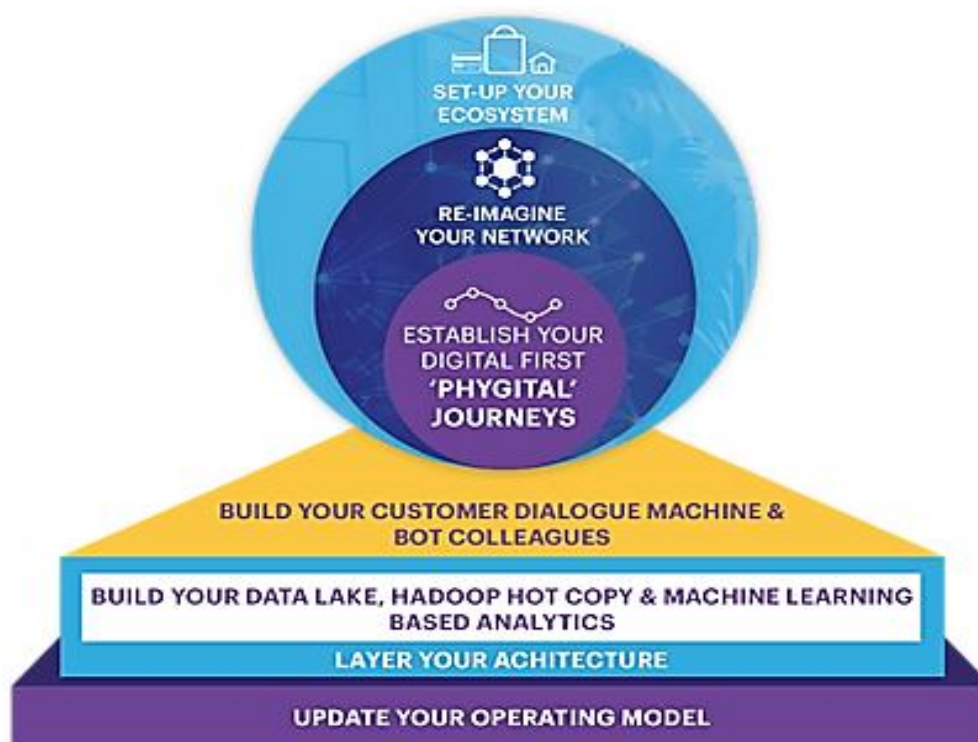 SET-UP YOUR
ECOSYSTEM
RE-IMAGINE
YOUR NETWORK
ESTABLISH YOUR
DIGITAL FIRST
‘PHYGITAL’
JOURNEYS
BUILD YOUR CUSTOMER DIALOGUE MACHINE &
BOT COLLEAGUES
BUILD YOUR DATA LAKE, HADOOP HOT COPY & MACHINE LEARNING
BASED ANALYTICS
LAYER YOUR ACHITECTURE
UPDATE YOUR OPERATING MODEL